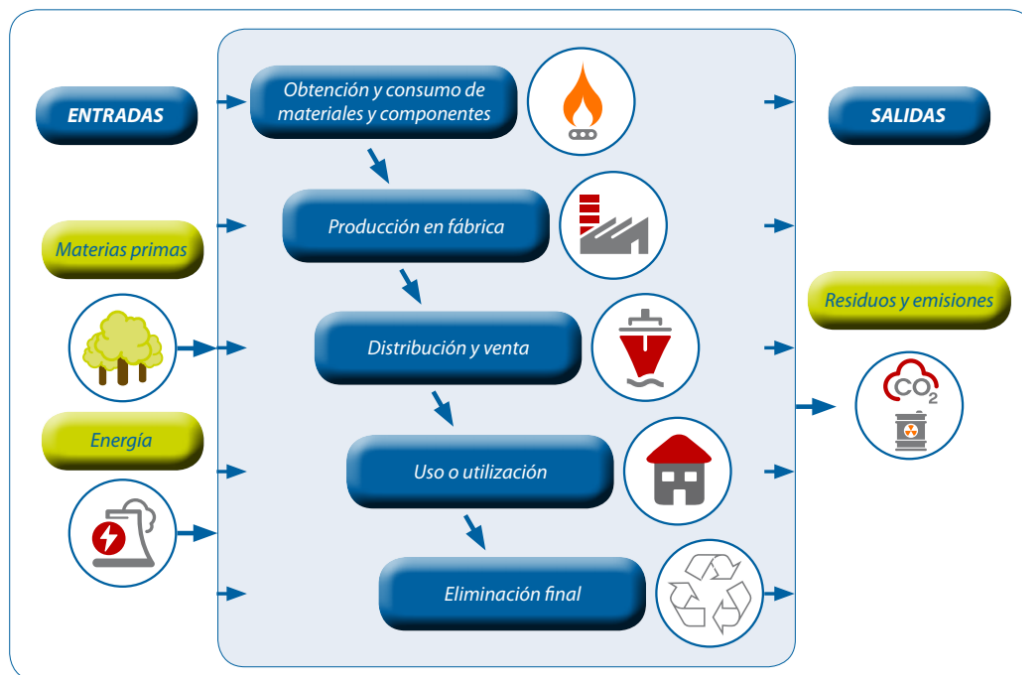 ENTRADAS
Materias primas
Energía
Obtención y consumo de
materiales y componentes
Producción en fábrica
Distribución y venta
Uso o utilización
Eliminación final
SALIDAS
Residuos y emisiones
CO2